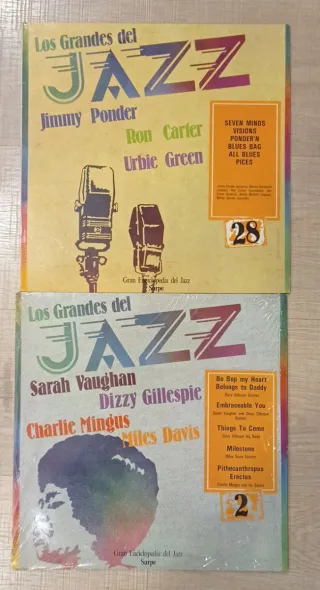 Los Grandes del
JAZZ
Jimmy Ponder
Ron Carter
Urbie Green
SEVEN MINDS
VISIONS
PONDER'N
BLUES BAG
ALL BLUES
PICES
28
Gran Enciclopedia del Jazz
Sarpe
Los Grandes del
JAZZ
Sarah Vaughan
Dizzy Gillespie
Charlie Mingus
Miles Davis
Be Bop my Heart
Belongs to Daddy
Embraceable You
Things To Come
Milestone
Pithecanthropus
Erectus
2
Gran Enciclopedia del Jazz
Sarpe